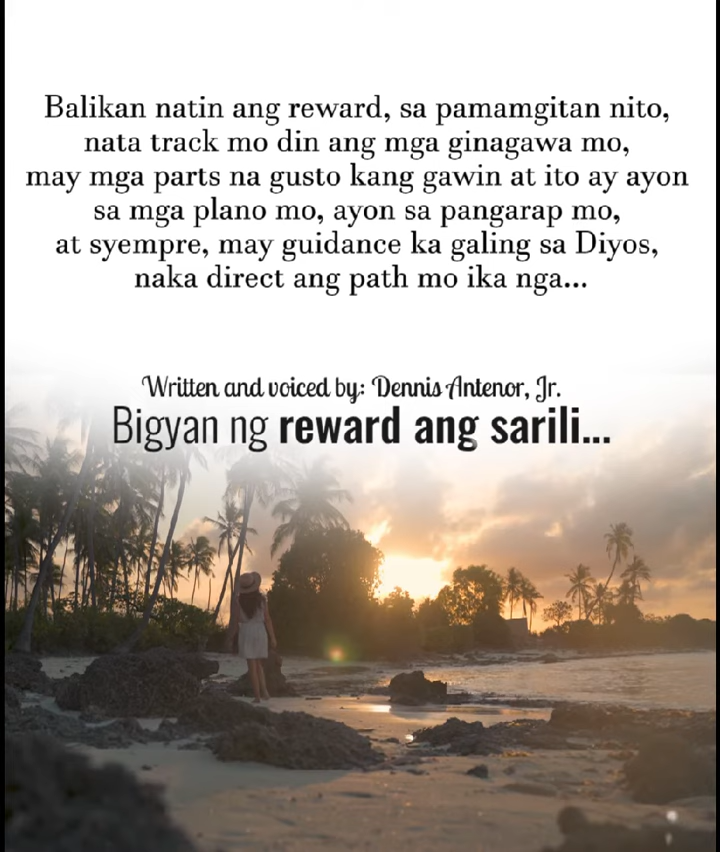 Balikan natin ang reward, sa pamamgitan nito,
nata track mo din ang mga ginagawa mo,
may mga parts na gusto kang gawin at ito ay ayon
sa mga plano mo, ayon sa pangarap mo,
at syempre, may guidance ka galing sa Diyos,
naka direct ang path mo ika nga...
Written and voiced by: Dennis Antenor, Jr.
Bigyan ng reward ang sarili...